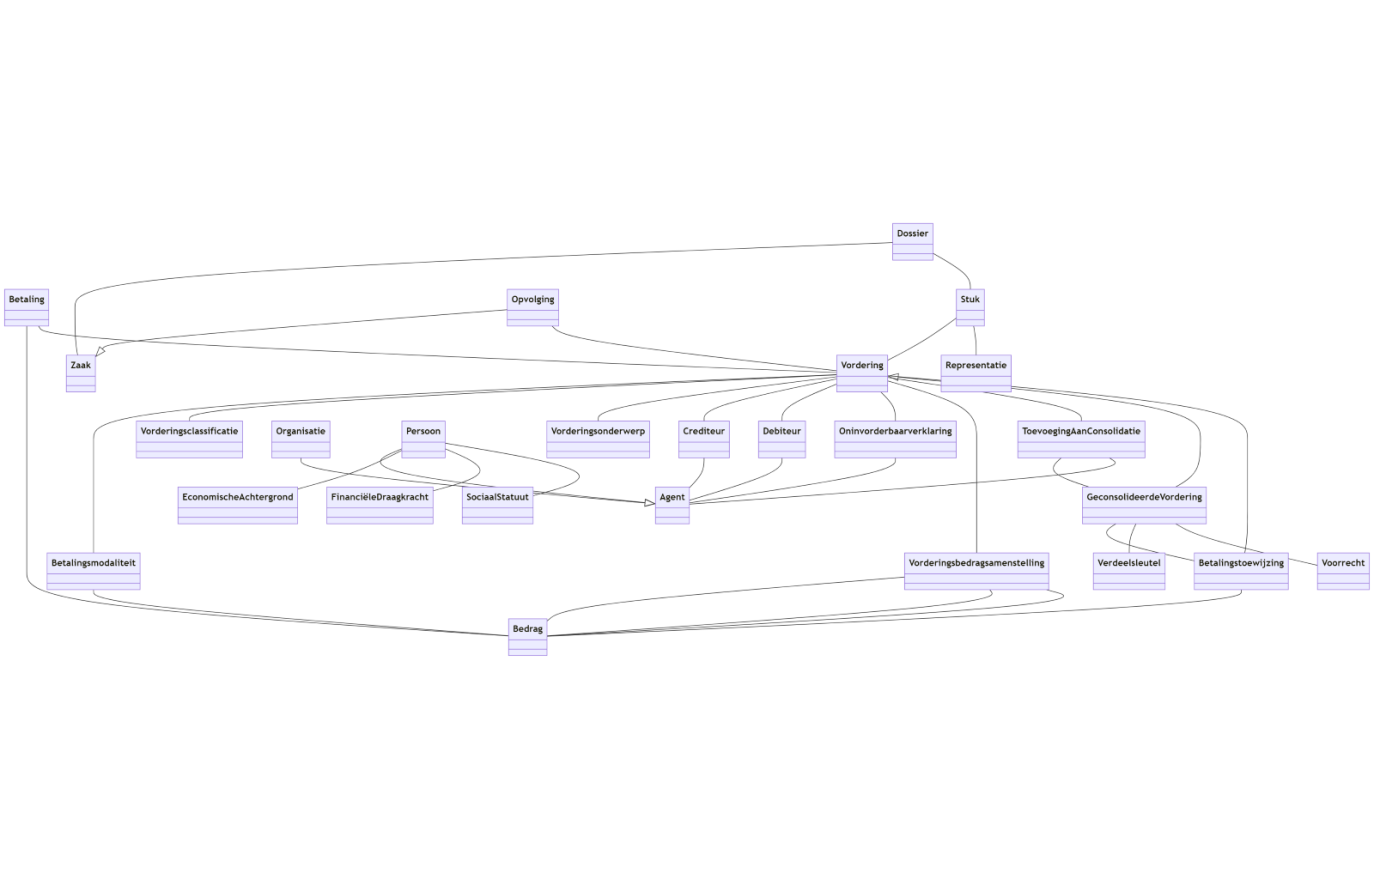 Dossier
Betaling
Opvolging
Stuk
Zaak
Vordering
Representatie
Vorderingsclassificatie
Organisatie
Persoon
Vorderingsonderwerp
Crediteur
Debiteur
Oninvorderbaarverklaring
ToevoegingAanConsolidatie
EconomischeAchtergrond
FinanciëleDraagkracht
SociaalStatuut
Agent
GeconsolideerdeVordering
Betalingsmodaliteit
Vorderingsbedragsamenstelling
Verdeelsleutel
Betalingstoewijzing
Voorrecht
Bedrag